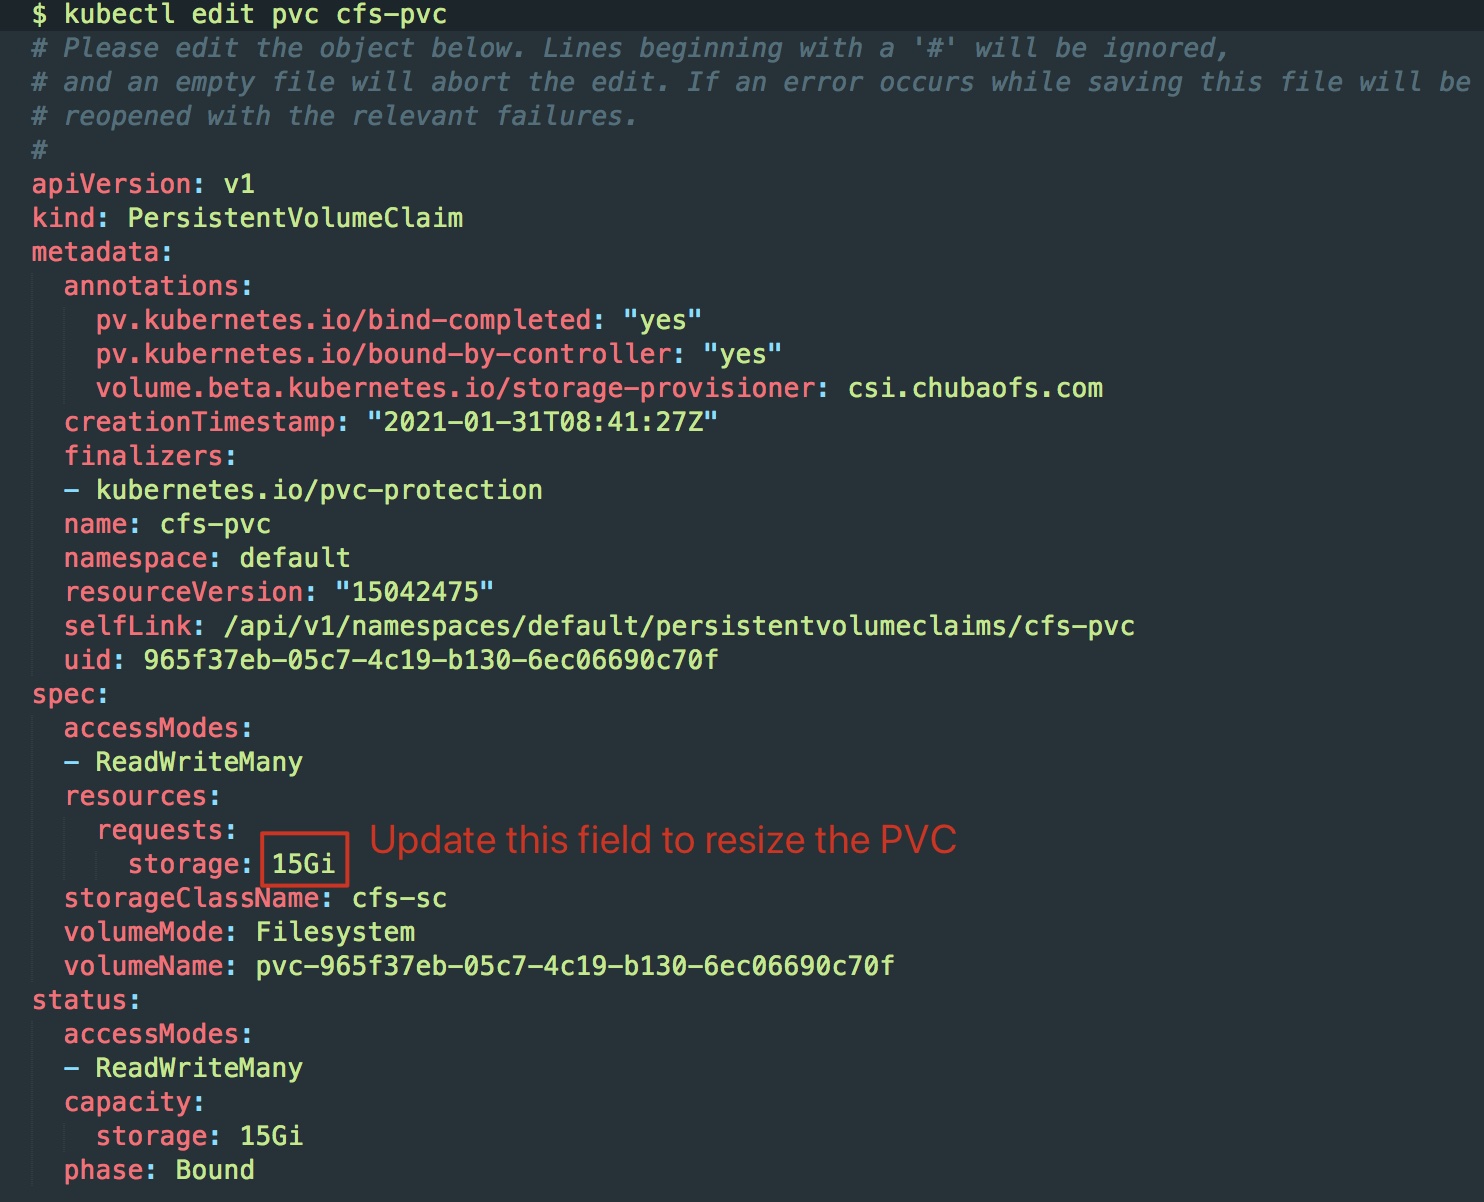 $ kubectl edit pvc cfs-pvc
# Please edit the object below. Lines beginning with a '#' will be ignored,
# and an empty file will abort the edit. If an error occurs while saving this file will be
# reopened with the relevant failures.
#
apiVersion: v1
kind: PersistentVolumeClaim
metadata:
  annotations:
    pv.kubernetes.io/bind-completed: "yes"
    pv.kubernetes.io/bound-by-controller: "yes"
    volume.beta.kubernetes.io/storage-provisioner: csi.chubaofs.com
  creationTimestamp: "2021-01-31T08:41:27Z"
  finalizers:
  - kubernetes.io/pvc-protection
  name: cfs-pvc
  namespace: default
  resourceVersion: "15042475"
  selfLink: /api/v1/namespaces/default/persistentvolumeclaims/cfs-pvc
  uid: 965f37eb-05c7-4c19-b130-6ec06690c70f
spec:
  accessModes:
  - ReadWriteMany
  resources:
    requests:
Update this field to resize the PVC
      storage: 15Gi
  storageClassName: cfs-sc
  volumeMode: Filesystem
  volumeName: pvc-965f37eb-05c7-4c19-b130-6ec06690c70f
status:
  accessModes:
  - ReadWriteMany
  capacity:
    storage: 15Gi
  phase: Bound